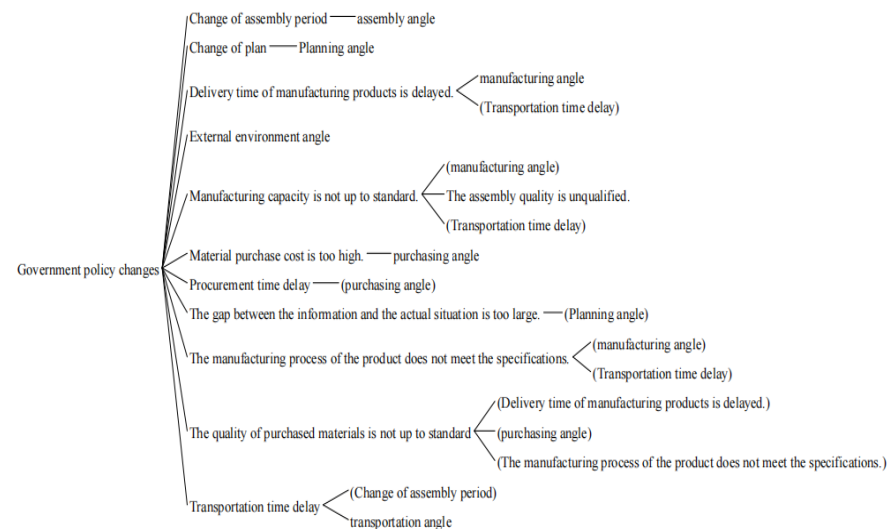 Change of assembly period assembly angle
Change of plan Planning angle
manufacturing angle
Delivery time of manufacturing products is delayed.
(Transportation time delay)
External environment angle
(manufacturing angle)
Manufacturing capacity is not up to standard. The assembly quality is unqualified.
(Transportation time delay)
Material purchase cost is too high. purchasing angle
Government policy changes
Procurement time delay (purchasing angle)
The gap between the information and the actual situation is too large. (Planning angle)
(manufacturing angle)
The manufacturing process of the product does not meet the specifications.
(Transportation time delay)
(Delivery time of manufacturing products is delayed.)
The quality of purchased materials is not up to standard (purchasing angle)
(The manufacturing process of the product does not meet the specifications.)
(Change of assembly period)
Transportation time delay
transportation angle